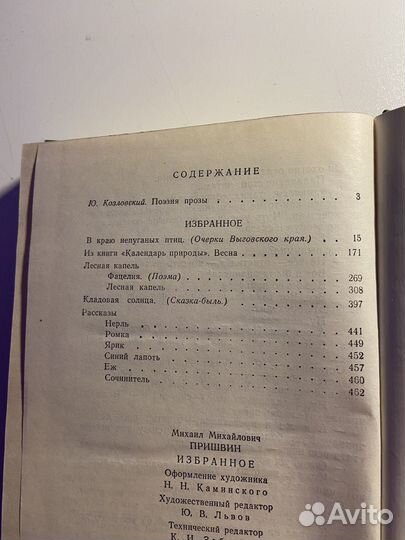 СОДЕРЖАНИЕ
Ю. Козловский. Поэзия прозы . . . . . . . . . . . . 3
ИЗБРАННОЕ
В краю непуганых птиц. (Очерки Выговского края.) . . . . 15
Из книги «Календарь природы». Весна . . . . . . . . . 171
Лесная капель
Фацелия. (Поэма) . . . . . . . . . . . . . . 269
Лесная капель . . . . . . . . . . . . . . . 308
Кладовая солнца. (Сказка-быль.) . . . . . . . . . . . 397
Рассказы
Нерль . . . . . . . . . . . . . . . . . . 441
Ромка . . . . . . . . . . . . . . . . . . 449
Ярик . . . . . . . . . . . . . . . . . . 452
Синий лапоть . . . . . . . . . . . . . . . 457
Еж . . . . . . . . . . . . . . . . . . . 460
Сочинитель . . . . . . . . . . . . . . . . 462
Михаил Михайлович
ПРИШВИН
ИЗБРАННОЕ
Оформление художника
Н. Н. Каминского
Художественный редактор
Ю. В. Львов
Технический редактор
К. И.
Avito